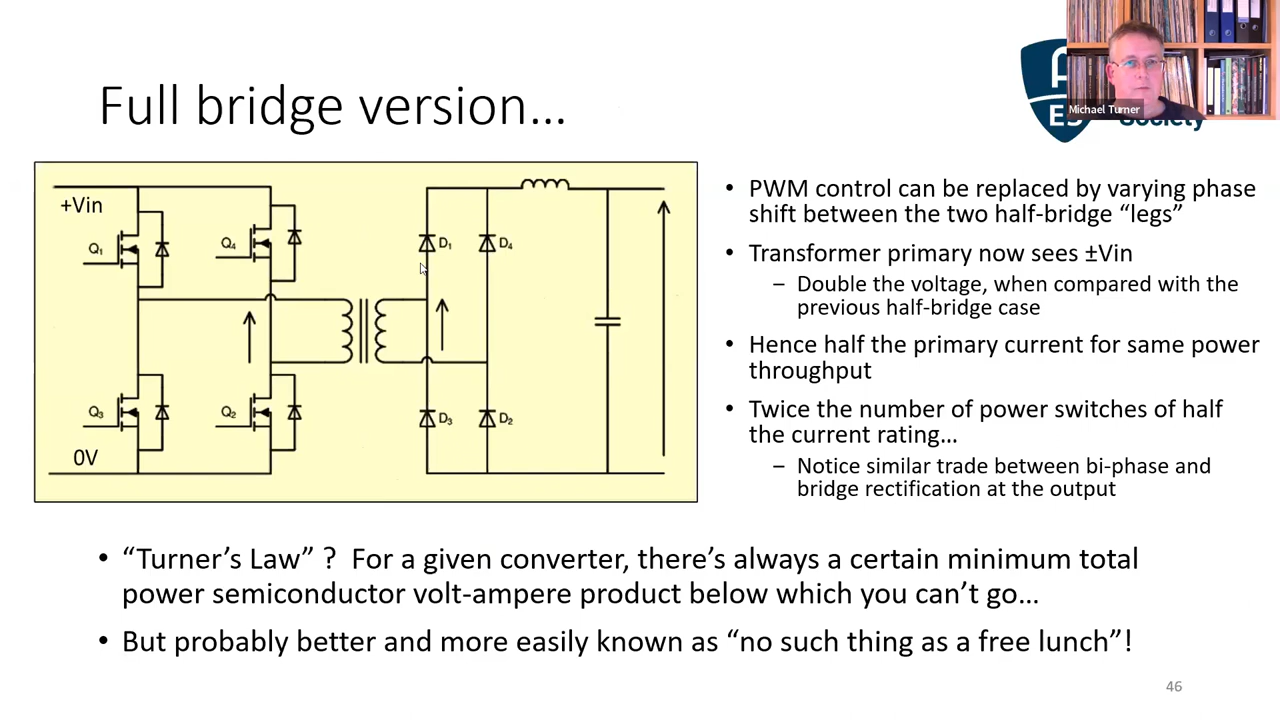 Michael Turner
ES
Society
Full bridge version…
+Vin
Q1
Q4
D1
D4
Q3
Q2
D3
D2
0V
• PWM control can be replaced by varying phase
shift between the two half-bridge “legs”
• Transformer primary now sees ±Vin
– Double the voltage, when compared with the
previous half-bridge case
• Hence half the primary current for same power
throughput
• Twice the number of power switches of half
the current rating…
– Notice similar trade between bi-phase and
bridge rectification at the output
• “Turner’s Law” ?  For a given converter, there’s always a certain minimum total
power semiconductor volt-ampere product below which you can’t go…
• But probably better and more easily known as “no such thing as a free lunch”!
46